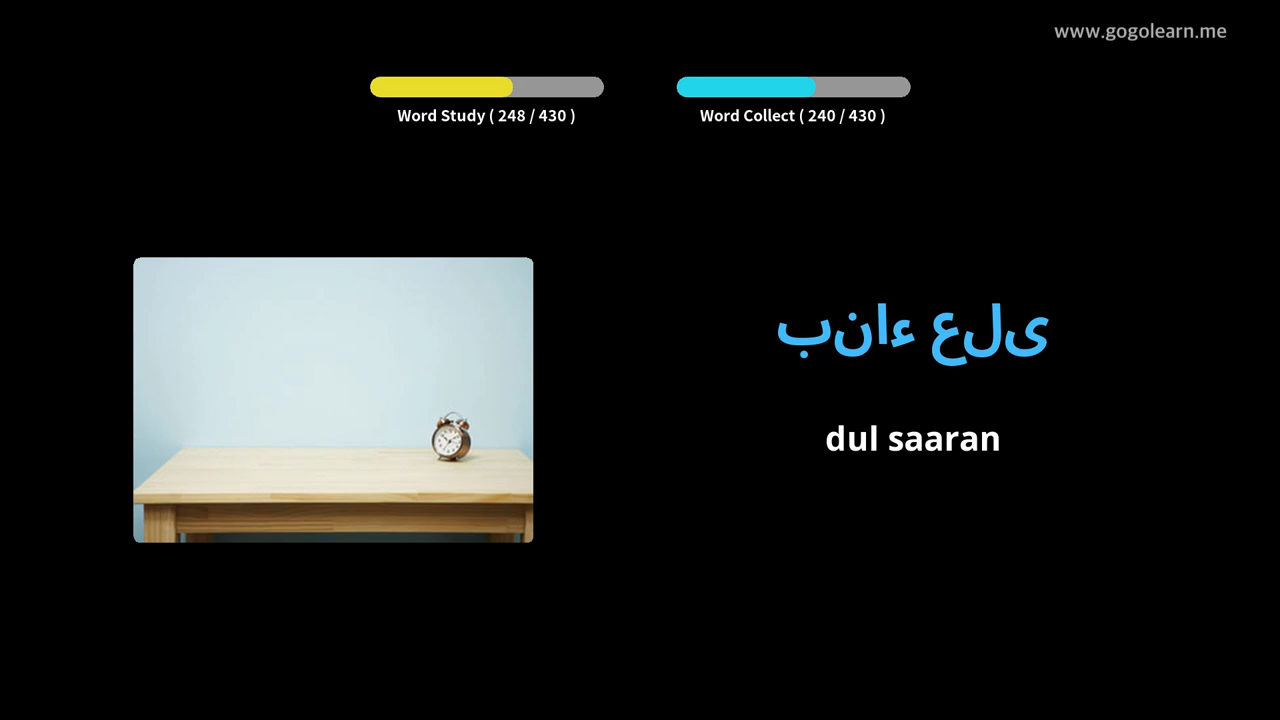 www.gogolearn.me
Word Study ( 248 / 430 )
Word Collect ( 240 / 430 )
بناء على
dul saaran